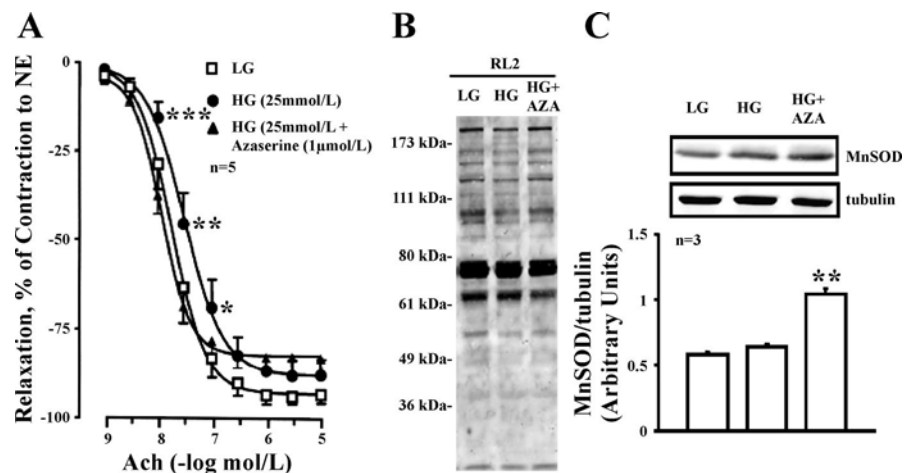 A
Relaxation, % of Contraction to NE
0
-25
-50
-75
-100
9 8 7 6 5
Ach (-log mol/L)
LG
HG (25mmol/L)
HG (25mmol/L +
Azaserine (1µmol/L)
n=5
***
**
*
B
RL2
LG HG HG+
AZA
173 kDa-
111 kDa-
80 kDa-
61 kDa-
49 kDa-
36 kDa-
C
LG HG HG+
AZA
MnSOD
tubulin
MnSOD/tubulin
(Arbitrary Units)
1.5
1
0.5
0
n=3
**